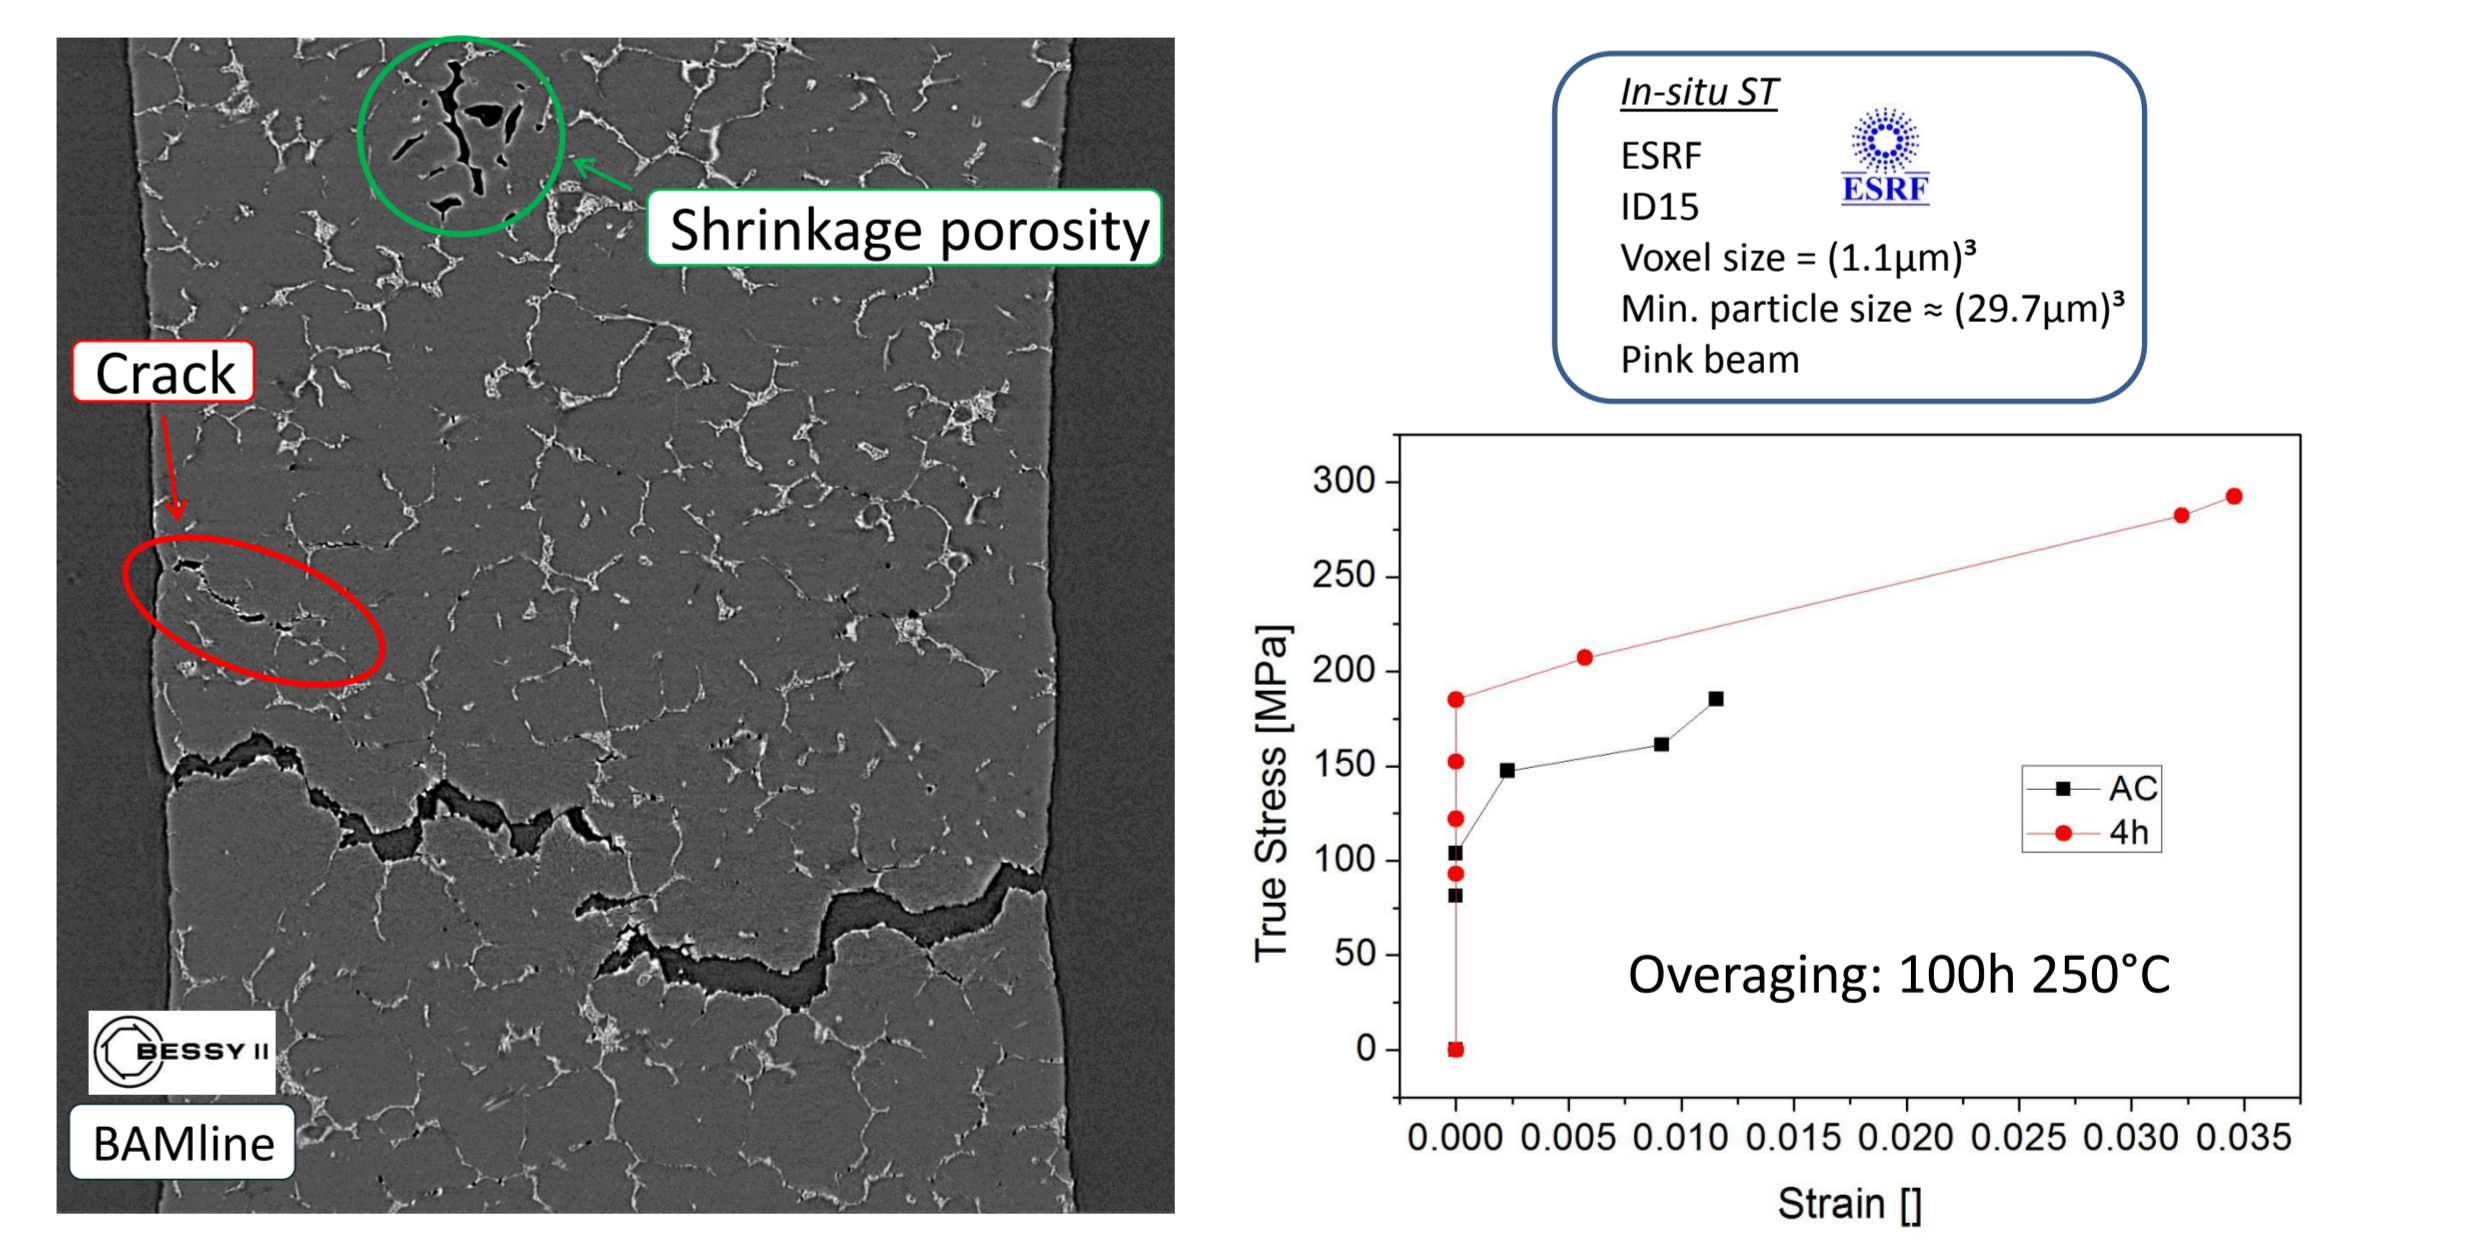 Shrinkage porosity
Crack
BESSY II
BAMline
In-situ ST
ESRF
ESRF
ID15
Voxel size = (1.1µm)³
Min. particle size ≈ (29.7µm)³
Pink beam
300
250
200
150
100
50
0
True Stress [MPa]
AC
4h
Overaging: 100h 250°C
0.000 0.005 0.010 0.015 0.020 0.025 0.030 0.035
Strain []